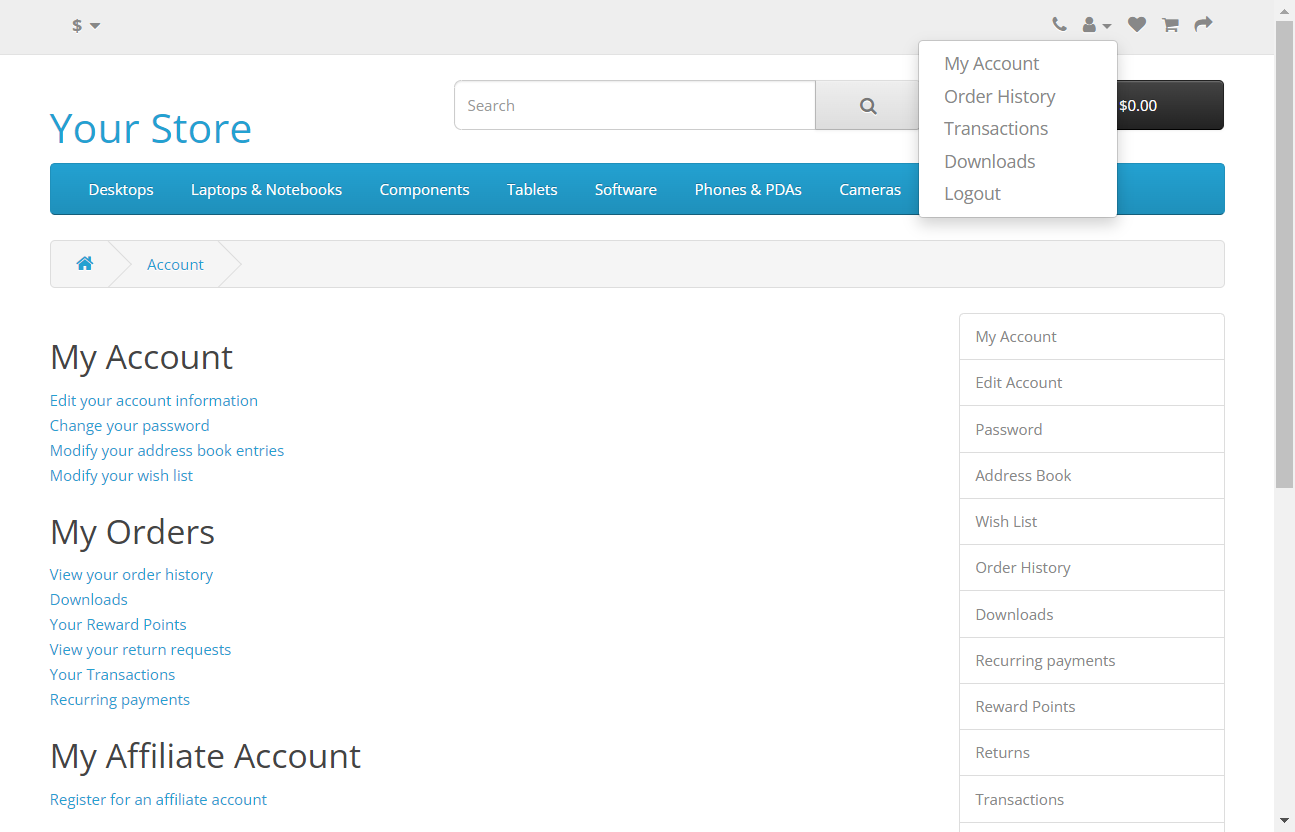 $
My Account
Order History
Transactions
Downloads
Logout
Search
$0.00
Your Store
Desktops Laptops & Notebooks Components Tablets Software Phones & PDAs Cameras
Account
My Account
Edit your account information
Change your password
Modify your address book entries
Modify your wish list
My Orders
View your order history
Downloads
Your Reward Points
View your return requests
Your Transactions
Recurring payments
My Affiliate Account
Register for an affiliate account
My Account
Edit Account
Password
Address Book
Wish List
Order History
Downloads
Recurring payments
Reward Points
Returns
Transactions